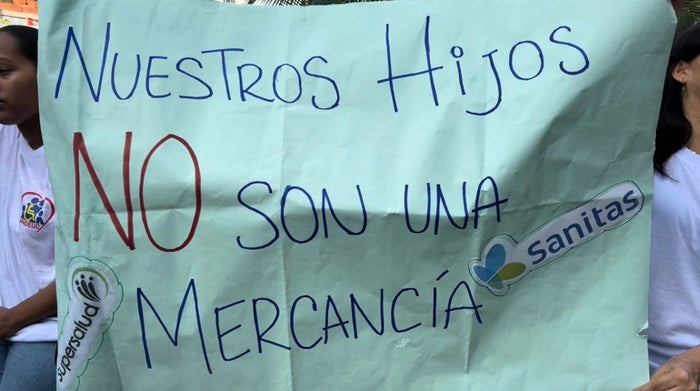 NUESTROS HIJOS
NO SON UNA
sanitas
MERCANCÍA
supersalud